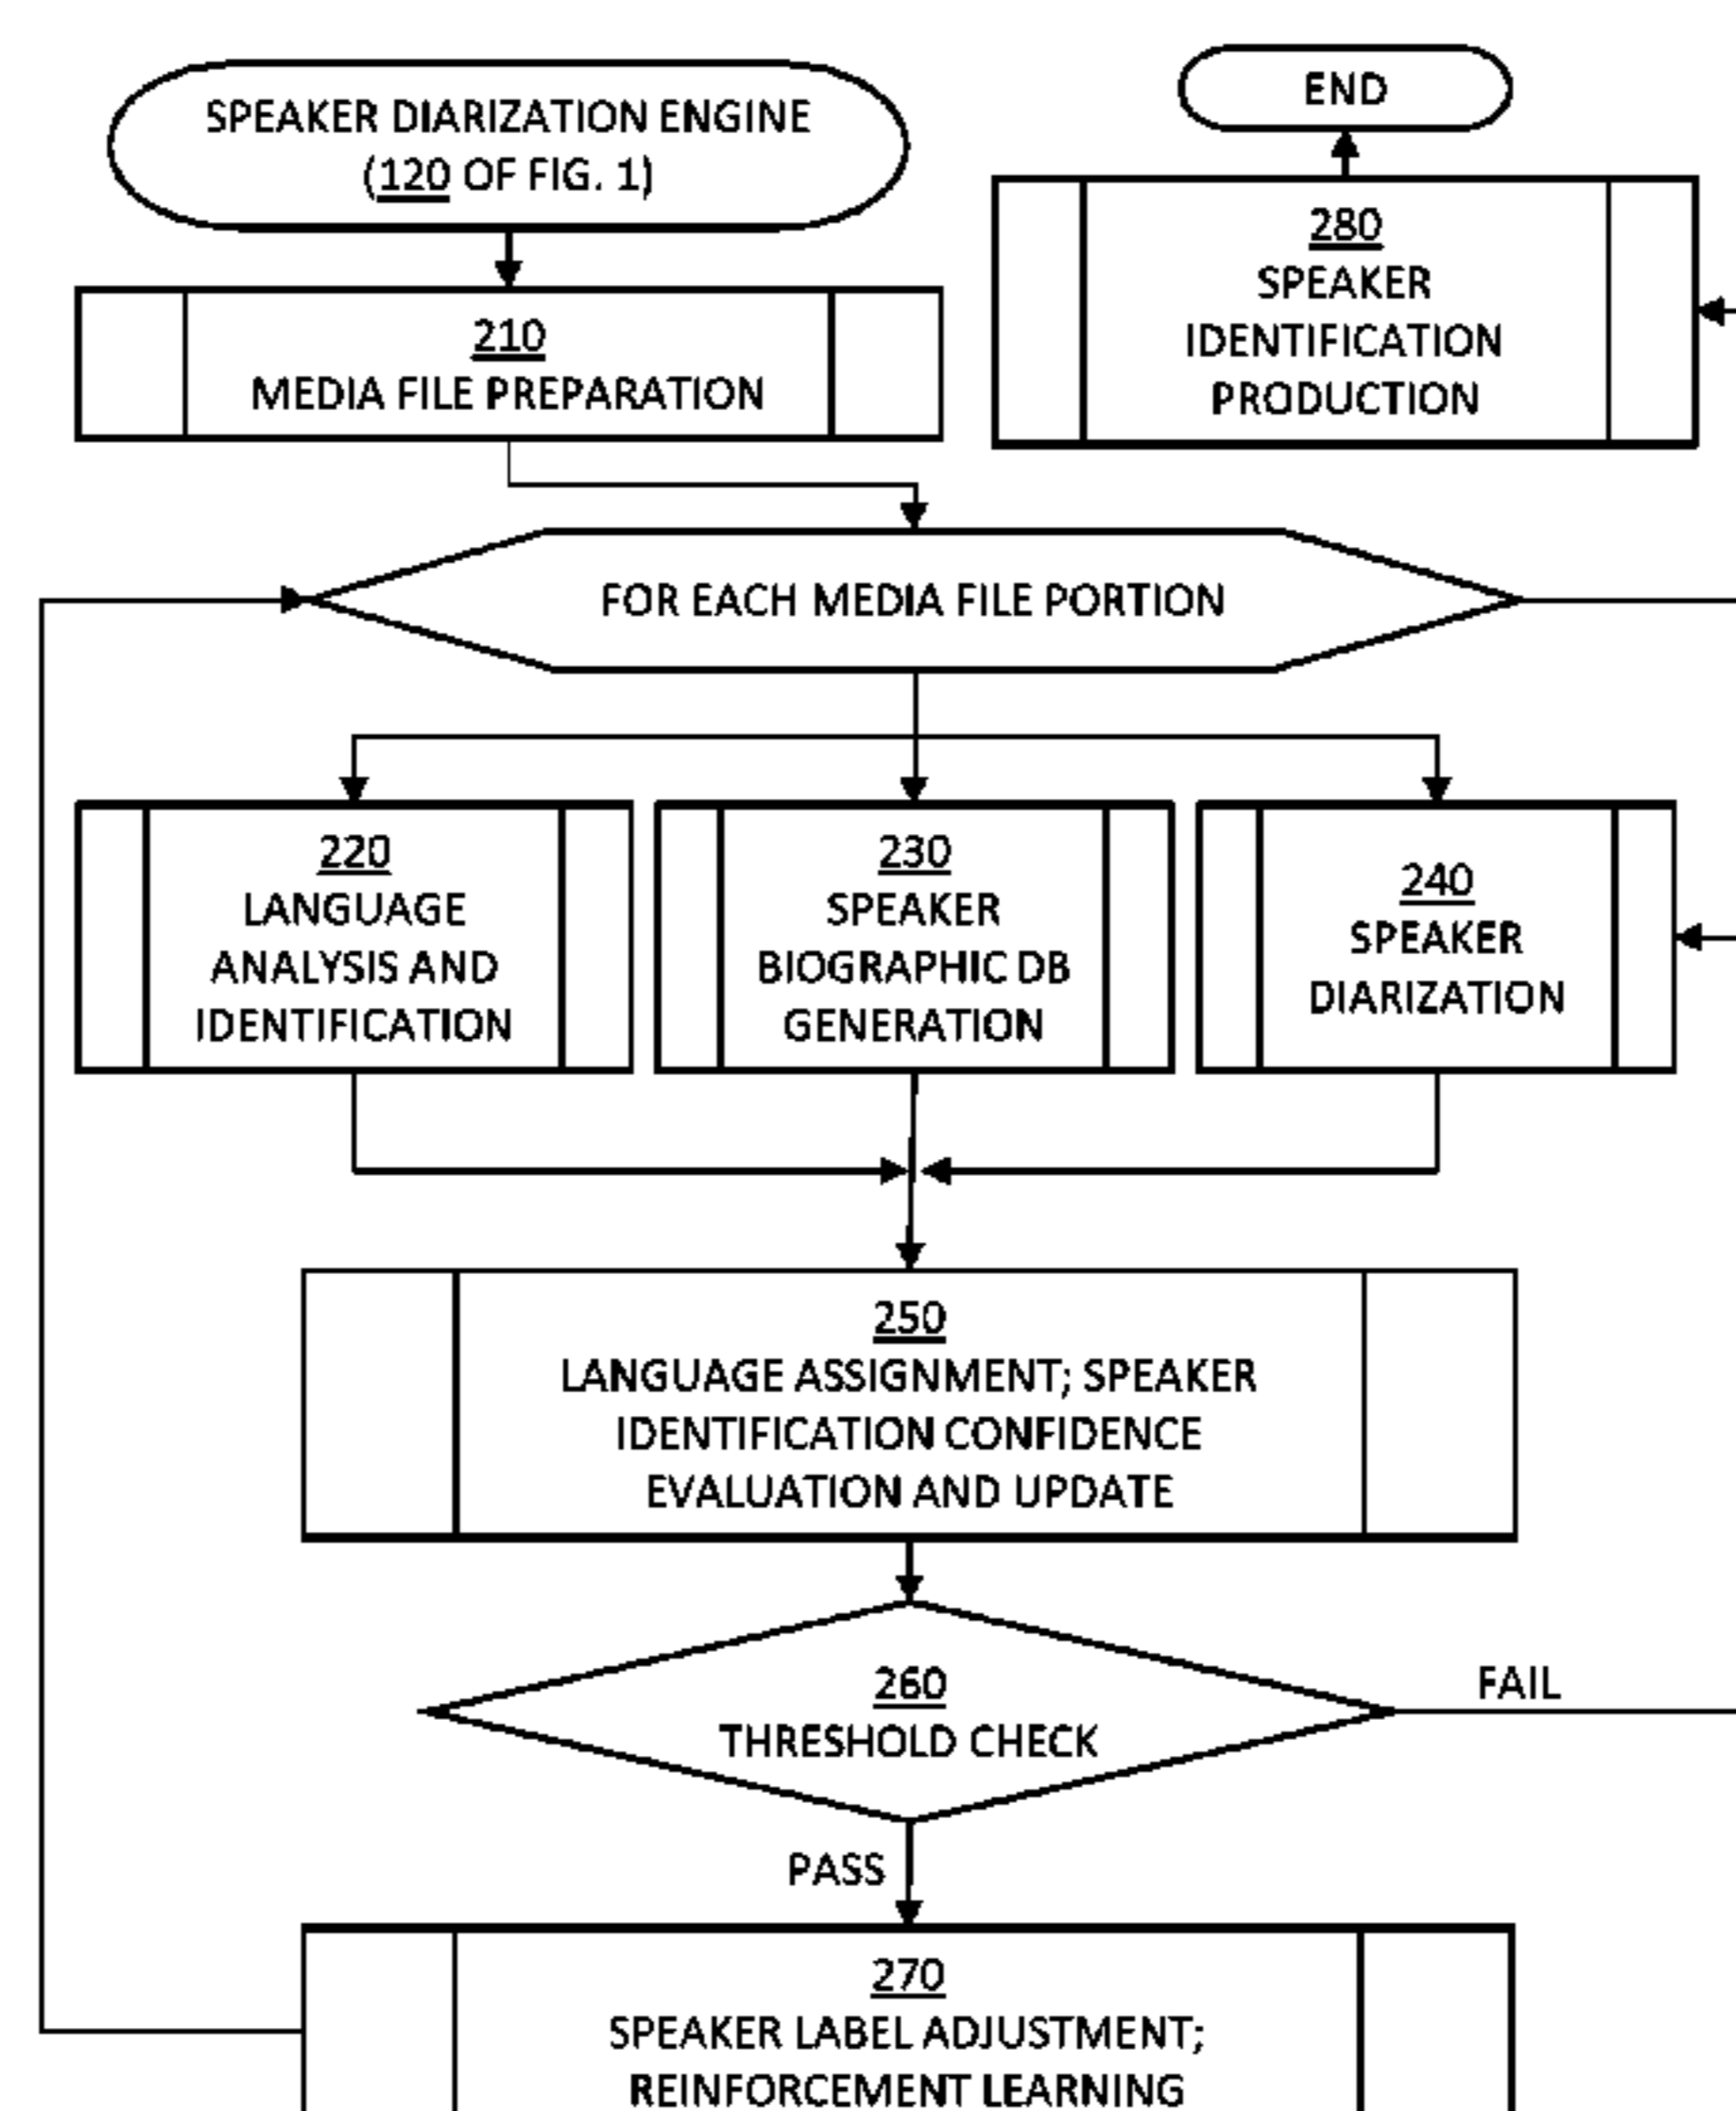 SPEAKER DIARIZATION ENGINE
(120 OF FIG. 1)
END
280
SPEAKER
IDENTIFICATION
PRODUCTION
210
MEDIA FILE PREPARATION
FOR EACH MEDIA FILE PORTION
220
LANGUAGE
ANALYSIS AND
IDENTIFICATION
230
SPEAKER
BIOGRAPHIC DB
GENERATION
240
SPEAKER
DIARIZATION
250
LANGUAGE ASSIGNMENT; SPEAKER
IDENTIFICATION CONFIDENCE
EVALUATION AND UPDATE
260
THRESHOLD CHECK
FAIL
PASS
270
SPEAKER LABEL ADJUSTMENT;
REINFORCEMENT LEARNING